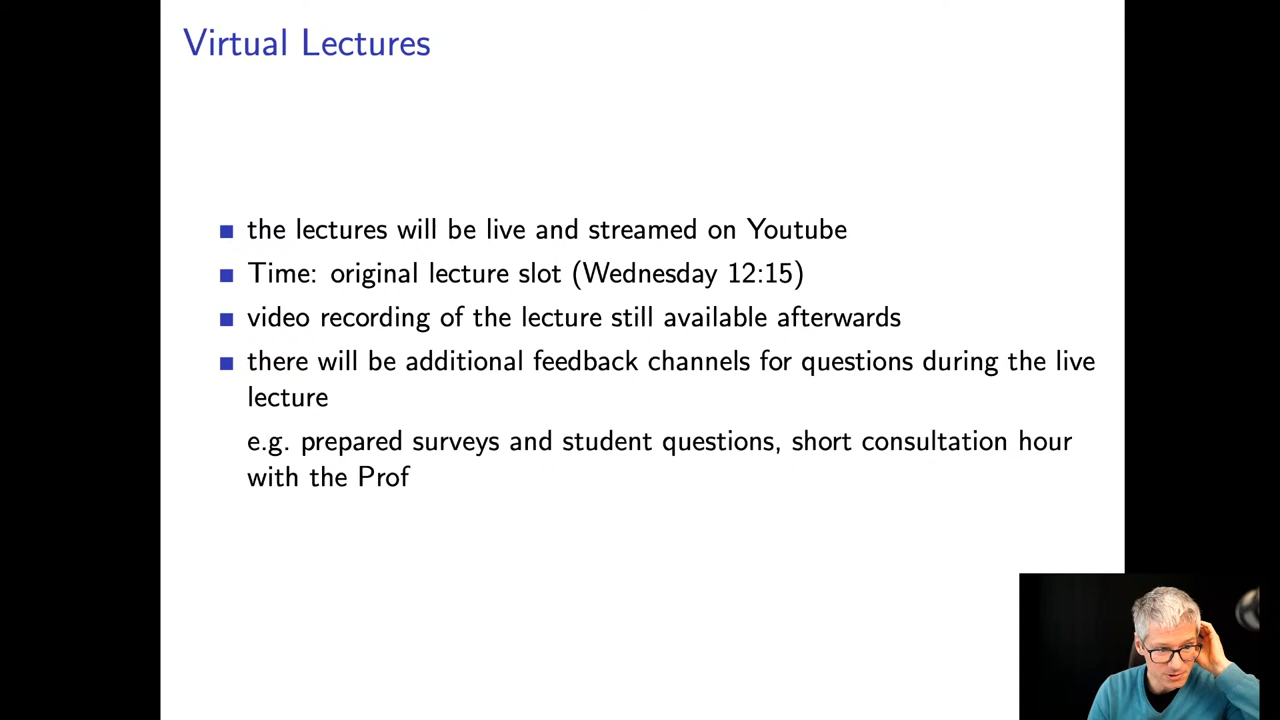 Virtual Lectures
the lectures will be live and streamed on Youtube
Time: original lecture slot (Wednesday 12:15)
video recording of the lecture still available afterwards
there will be additional feedback channels for questions during the live
lecture
e.g. prepared surveys and student questions, short consultation hour
with the Prof